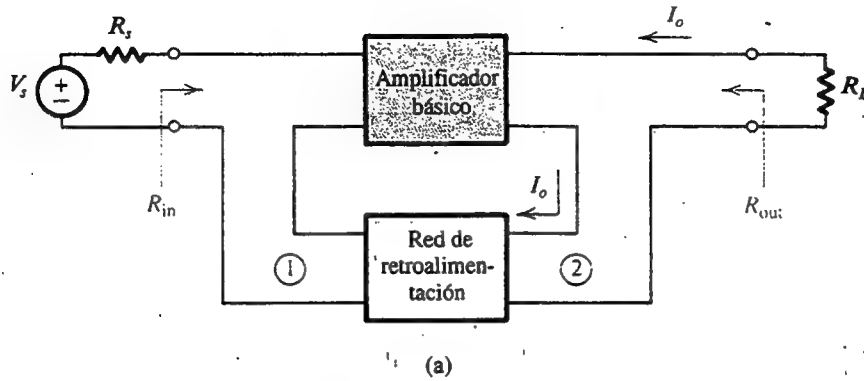 R_s
I_o
V_s
+
−
Amplificador
básico
R_L
R_in
I_o
R_out
Red de
retroalimen-
tación
1
2
(a)